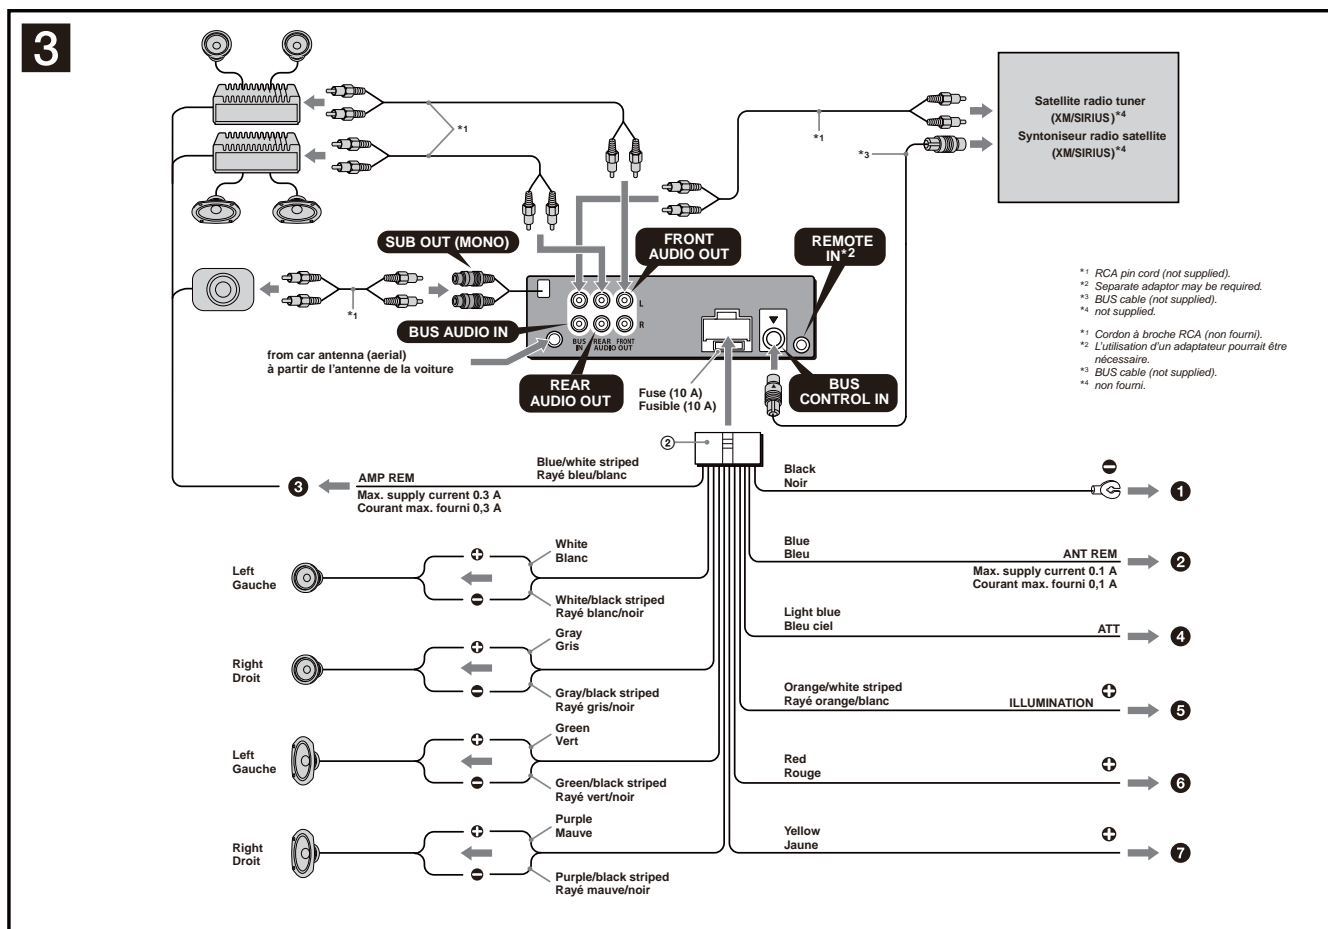 3
*1
*1
*3
Satellite radio tuner
(XM/SIRIUS)*4
Syntoniseur radio satellite
(XM/SIRIUS)*4
SUB OUT (MONO)
FRONT
AUDIO OUT
REMOTE
IN*2
*1
BUS AUDIO IN
L
R
BUS
IN
REAR
FRONT
AUDIO OUT
from car antenna (aerial)
à partir de l'antenne de la voiture
REAR
AUDIO OUT
Fuse (10 A)
Fusible (10 A)
BUS
CONTROL IN
*1 RCA pin cord (not supplied).
*2 Separate adaptor may be required.
*3 BUS cable (not supplied).
*4 not supplied.
*1 Cordon à broche RCA (non fourni).
*2 L'utilisation d'un adaptateur pourrait être
nécessaire.
*3 BUS cable (not supplied).
*4 non fourni.
2
Blue/white striped
Rayé bleu/blanc
3
AMP REM
Max. supply current 0.3 A
Courant max. fourni 0,3 A
Black
Noir
1
White
Blanc
Left
Gauche
White/black striped
Rayé blanc/noir
Blue
Bleu
ANT REM
Max. supply current 0.1 A
Courant max. fourni 0,1 A
2
Gray
Gris
Right
Droit
Gray/black striped
Rayé gris/noir
Light blue
Bleu ciel
ATT
4
Orange/white striped
Rayé orange/blanc
ILLUMINATION
5
Green
Vert
Left
Gauche
Green/black striped
Rayé vert/noir
Red
Rouge
6
Purple
Mauve
Right
Droit
Purple/black striped
Rayé mauve/noir
Yellow
Jaune
7